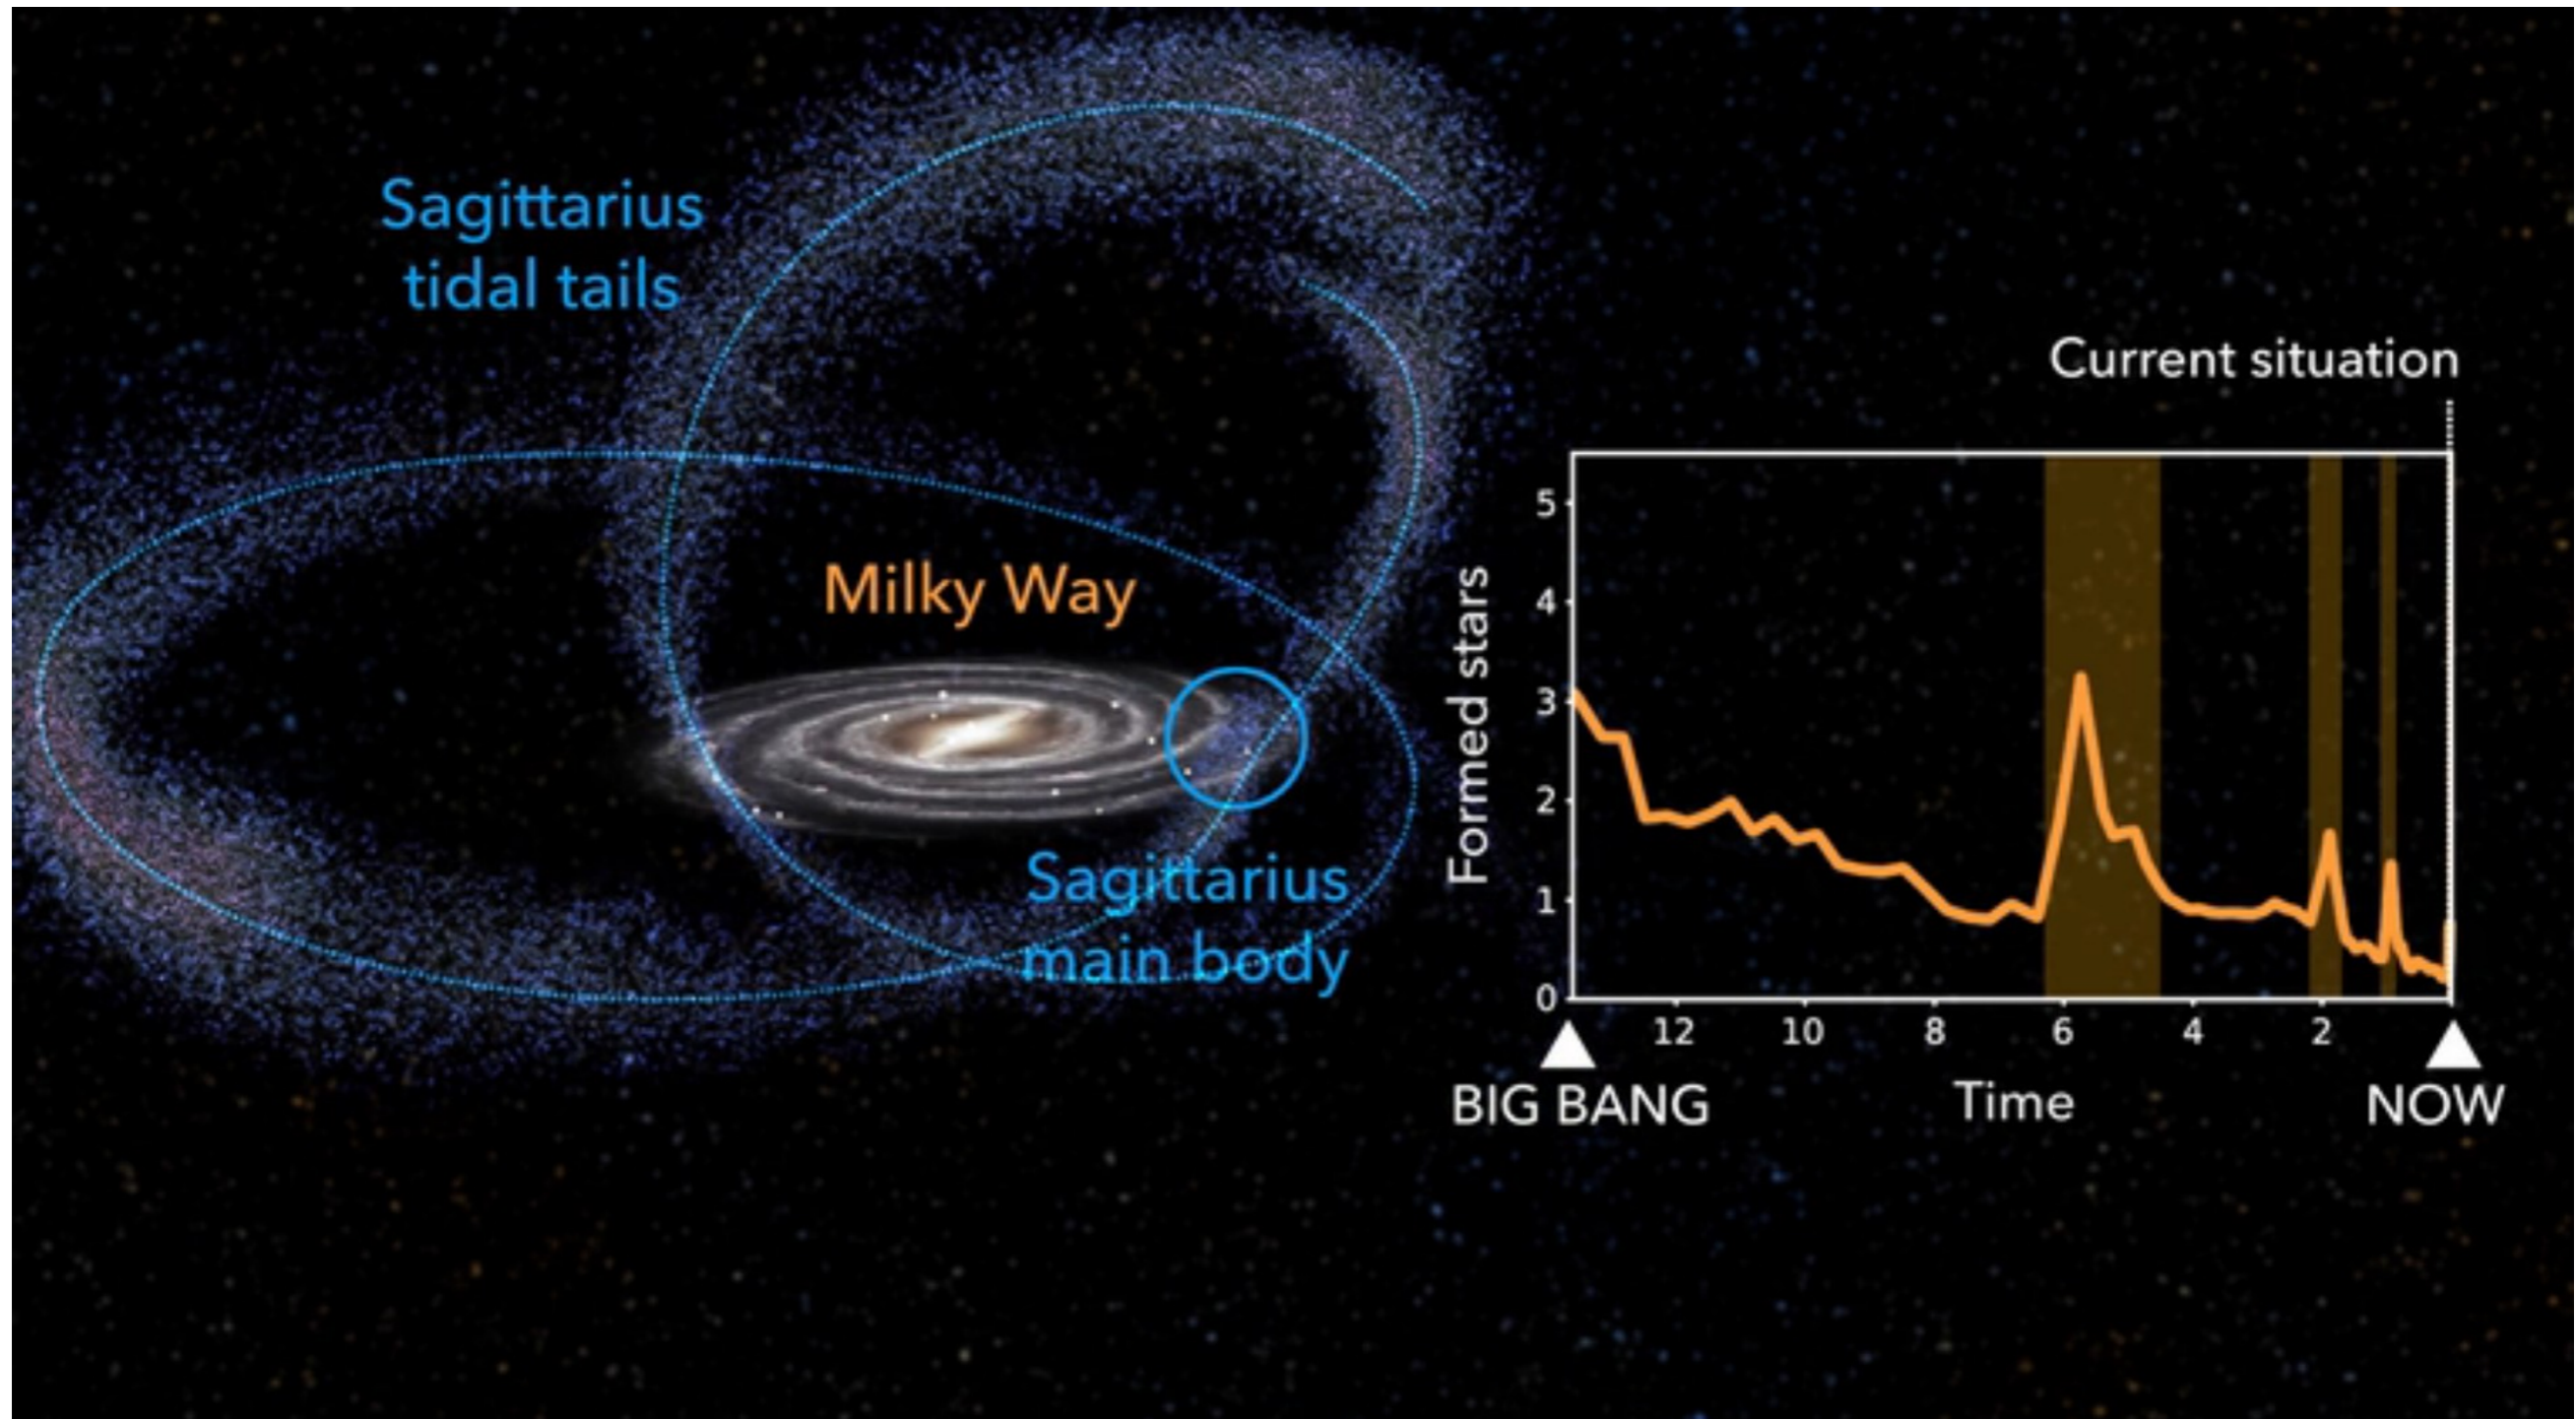 Sagittarius
tidal tails
Milky Way
Sagittarius
main body
Current situation
Formed stars
5
4
3
2
1
0
12 10 8 6 4 2
BIG BANG Time NOW